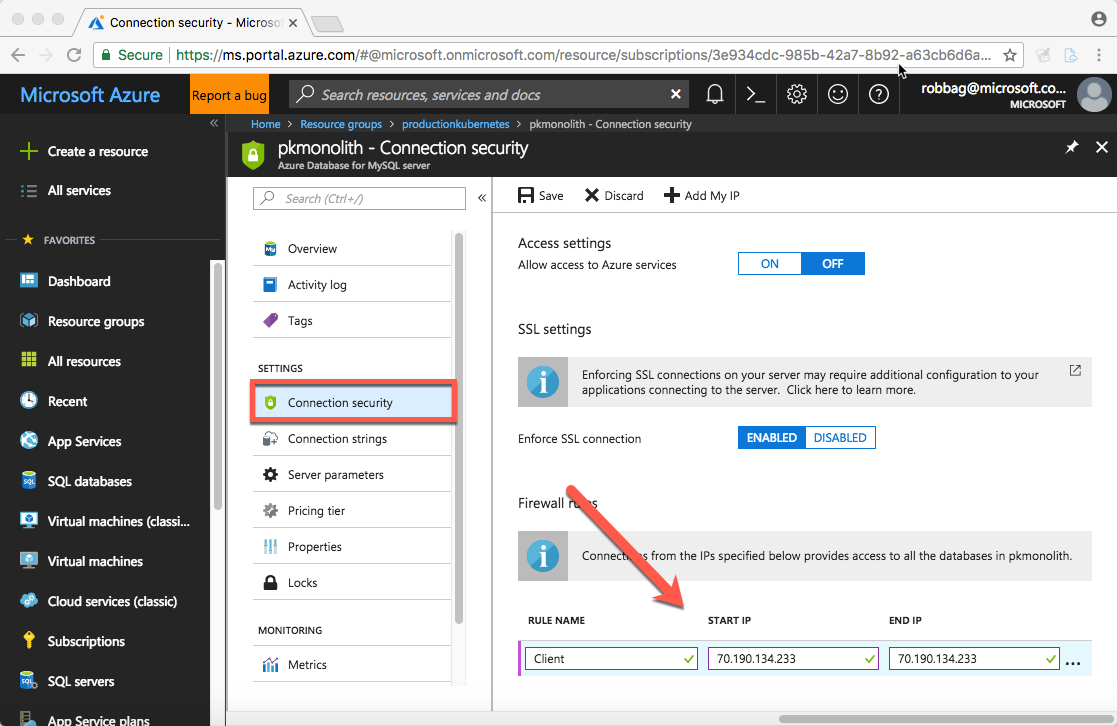 Connection security - Microsof
Secure https://ms.portal.azure.com/#@microsoft.onmicrosoft.com/resource/subscriptions/3e934cdc-985b-42a7-8b92-a63cb6d6a...
Microsoft Azure
Report a bug
Search resources, services and docs
robbag@microsoft.co...
MICROSOFT
Create a resource
All services
FAVORITES
Dashboard
Resource groups
All resources
Recent
App Services
SQL databases
Virtual machines (classi...
Virtual machines
Cloud services (classic)
Subscriptions
SQL servers
App Service plans
Home > Resource groups > productionkubernetes > pkmonolith - Connection security
pkmonolith - Connection security
Azure Database for MySQL server
Search (Ctrl+/)
Overview
Activity log
Tags
SETTINGS
Connection security
Connection strings
Server parameters
Pricing tier
Properties
Locks
MONITORING
Metrics
Save Discard Add My IP
Access settings
Allow access to Azure services ON OFF
SSL settings
Enforcing SSL connections on your server may require additional configuration to your
applications connecting to the server. Click here to learn more.
Enforce SSL connection ENABLED DISABLED
Firewall rules
Connections from the IPs specified below provides access to all the databases in pkmonolith.
RULE NAME START IP END IP
Client 70.190.134.233 70.190.134.233 ...